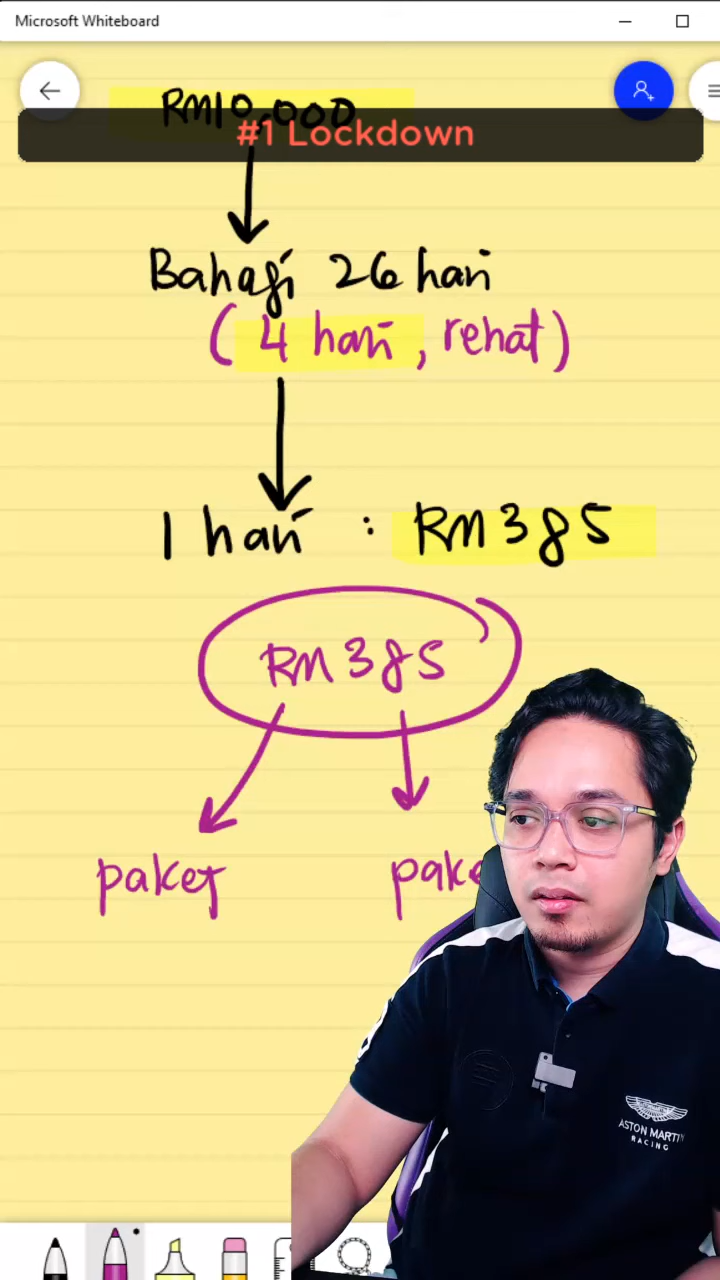 Microsoft Whiteboard
RM10,000
#1 Lockdown
Bahagi 26 hari
(4 hari, rehat)
1 hari : RM385
RM385
paket
ASTON MARTIN
RACING